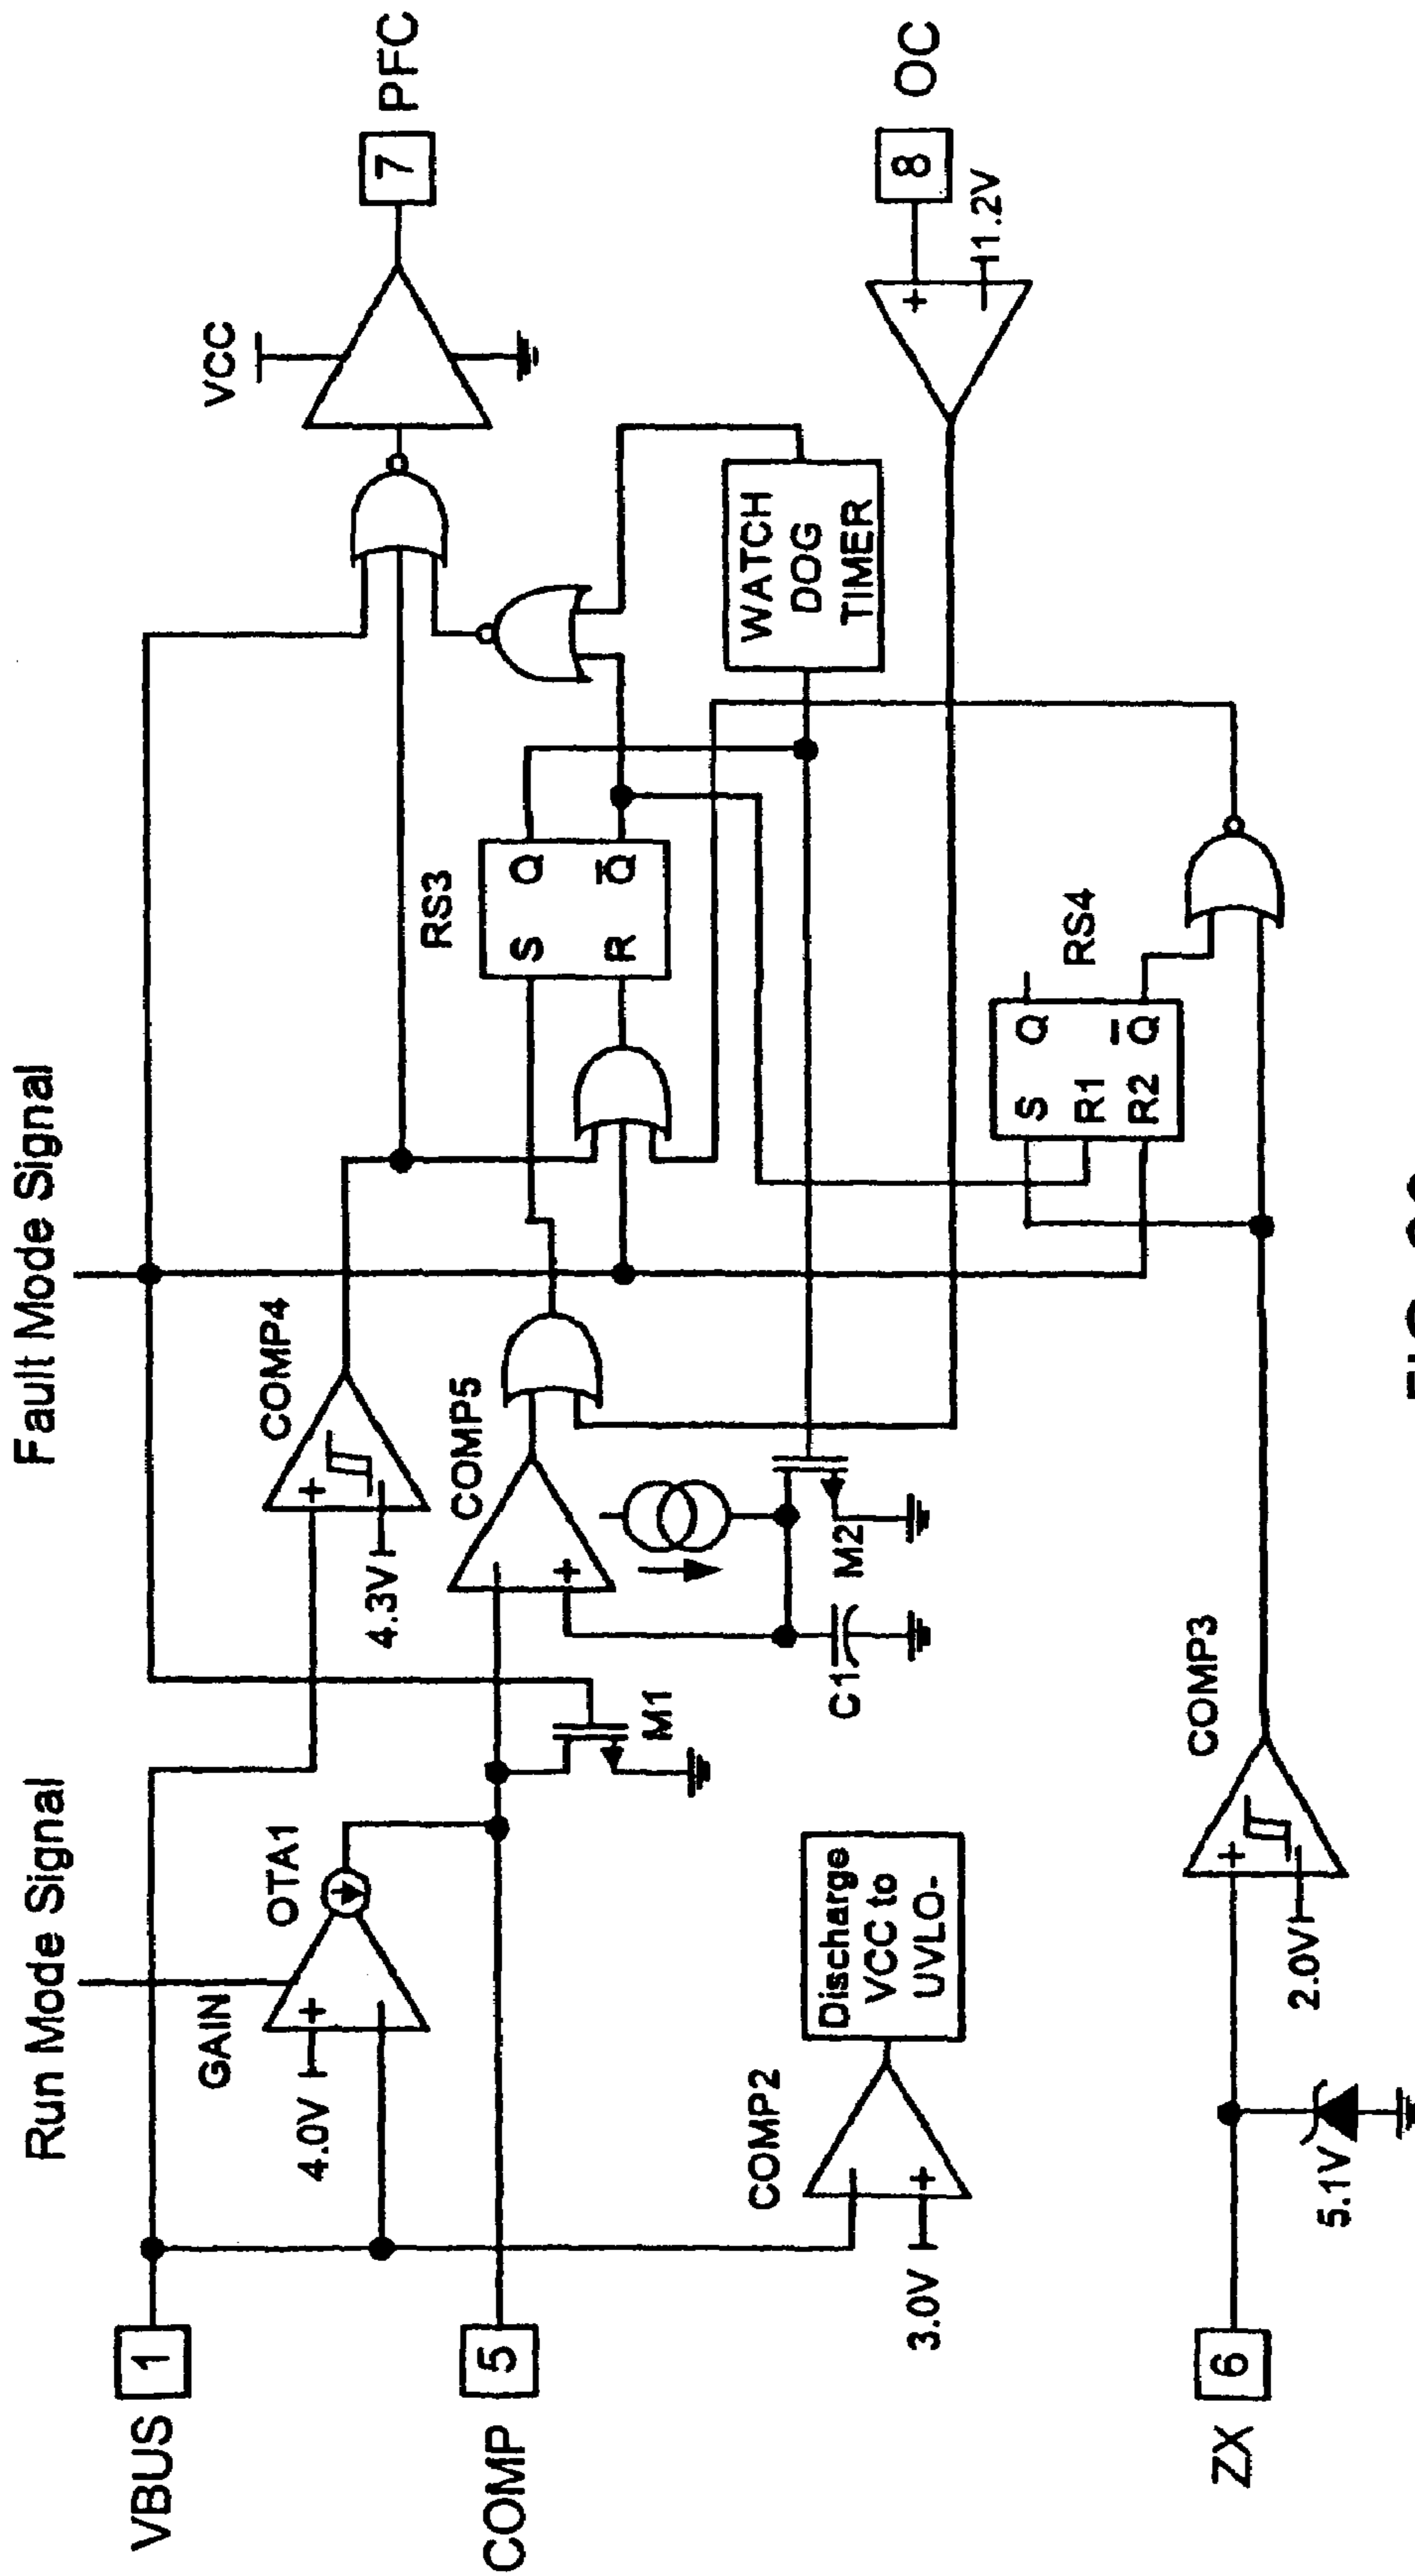 Run Mode Signal
Fault Mode Signal
VBUS
1
GAIN
4.0V
+
OTA1
4.3V
+
COMP4
VCC
7
PFC
COMP
5
M1
COMP5
+
C1
M2
RS3
S
Q
R
Q̅
WATCH
DOG
TIMER
COMP2
3.0V
+
Discharge
VCC to
UVLO-
8
OC
+
1.2V
ZX
6
5.1V
2.0V
+
COMP3
RS4
S
Q
R1
R2
Q̅